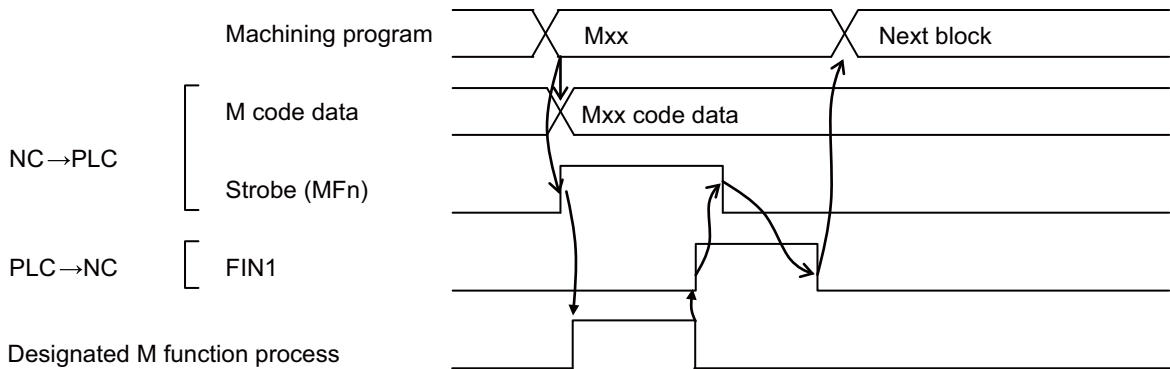 Machining program Mxx Next block
M code data Mxx code data
NC→PLC
Strobe (MFn)
PLC→NC FIN1
Designated M function process